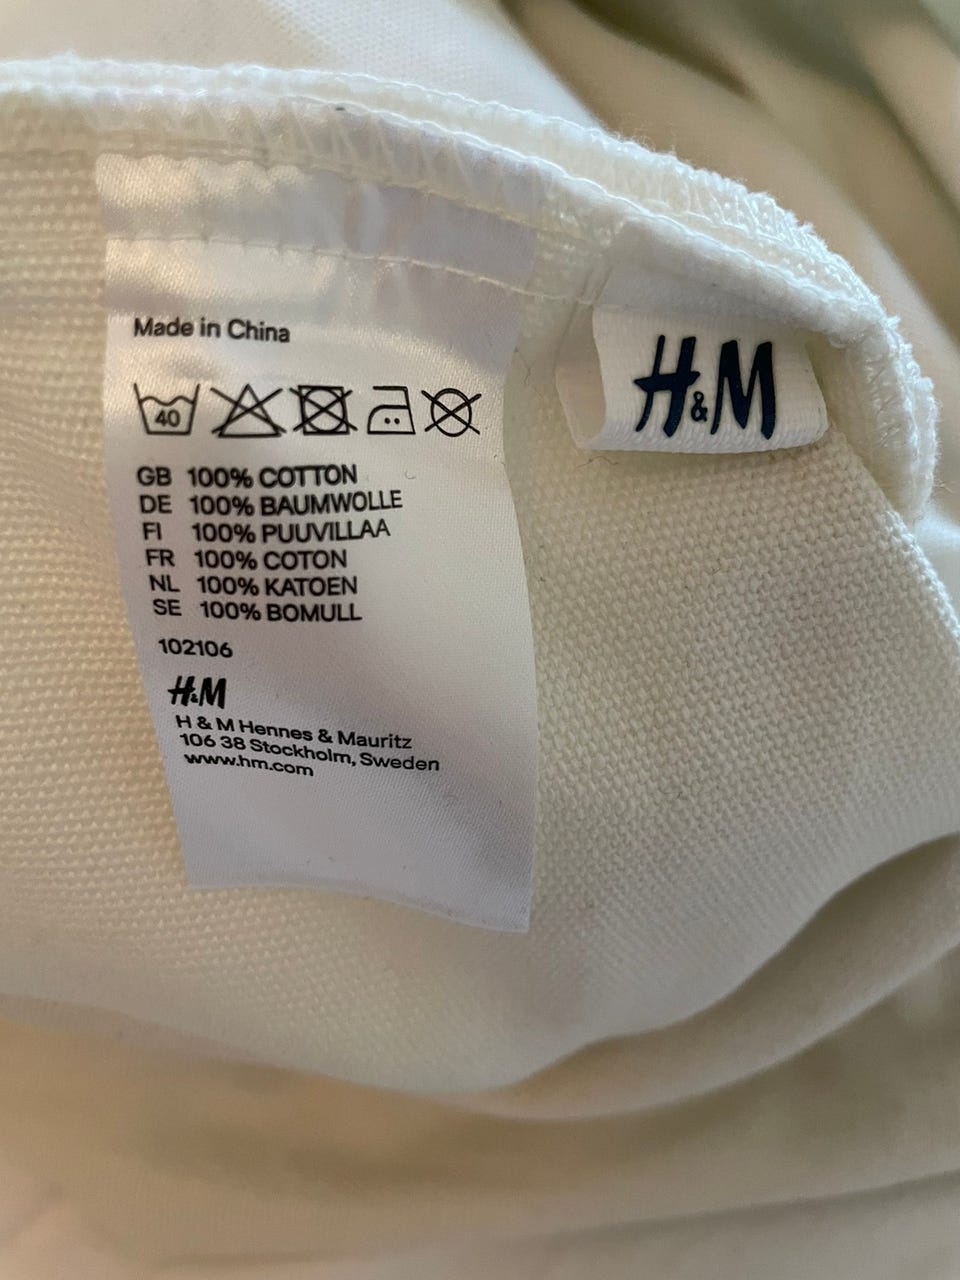 Made in China
40
GB 100% COTTON
DE 100% BAUMWOLLE
FI 100% PUUVILLAA
FR 100% COTON
NL 100% KATOEN
SE 100% BOMULL
102106
H&M
H & M Hennes & Mauritz
106 38 Stockholm, Sweden
www.hm.com
H&M